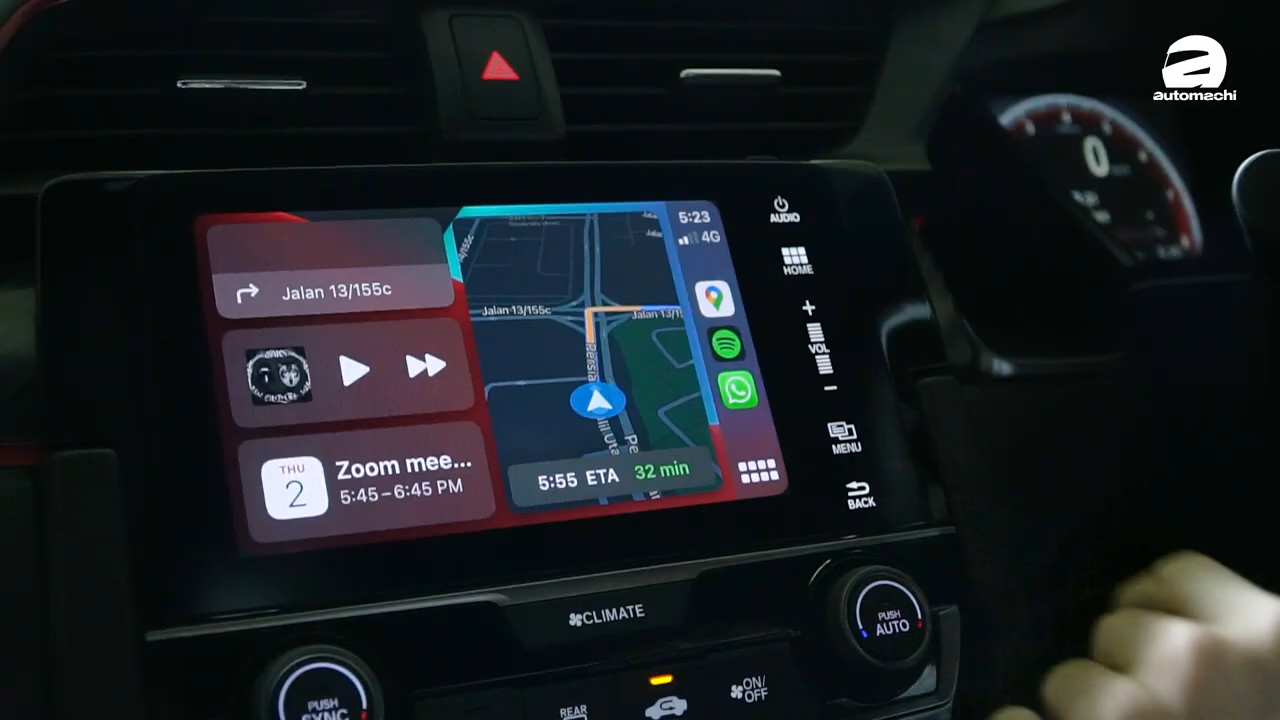 automachi
0
5:23
4G
Jalan 13/155c
Jalan 13/155c
Jalan 13/1
THU
2
Zoom mee...
5:45–6:45 PM
5:55 ETA 32 min
AUDIO
HOME
+
VOL
–
MENU
BACK
CLIMATE
PUSH
AUTO
PUSH
SYNC
REAR
ON/
OFF